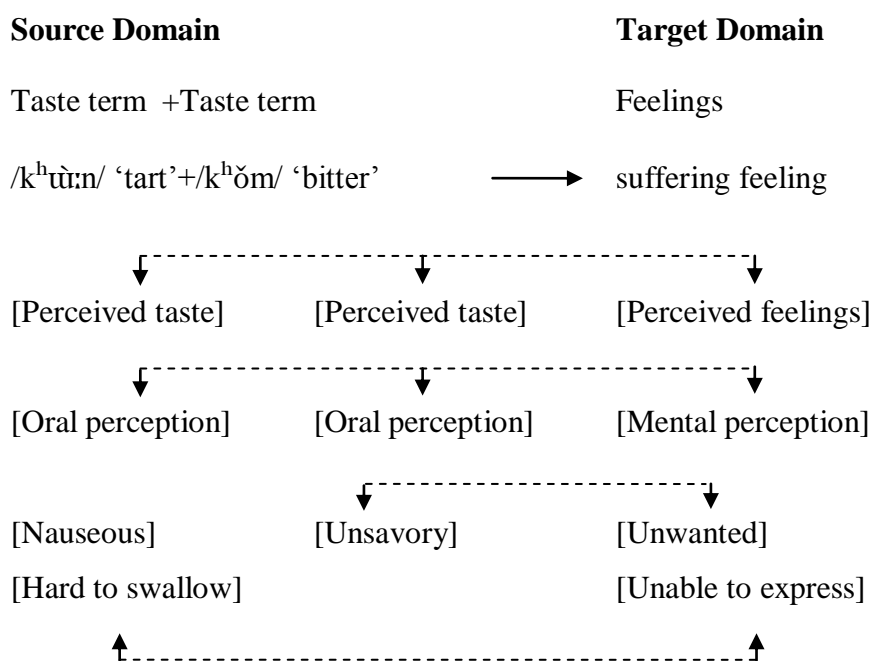 Source Domain Target Domain
Taste term +Taste term Feelings
/kʰɯ̀ːn/ ‘tart’+/kʰǒm/ ‘bitter’ suffering feeling
[Perceived taste] [Perceived taste] [Perceived feelings]
[Oral perception] [Oral perception] [Mental perception]
[Nauseous] [Unsavory] [Unwanted]
[Hard to swallow] [Unable to express]